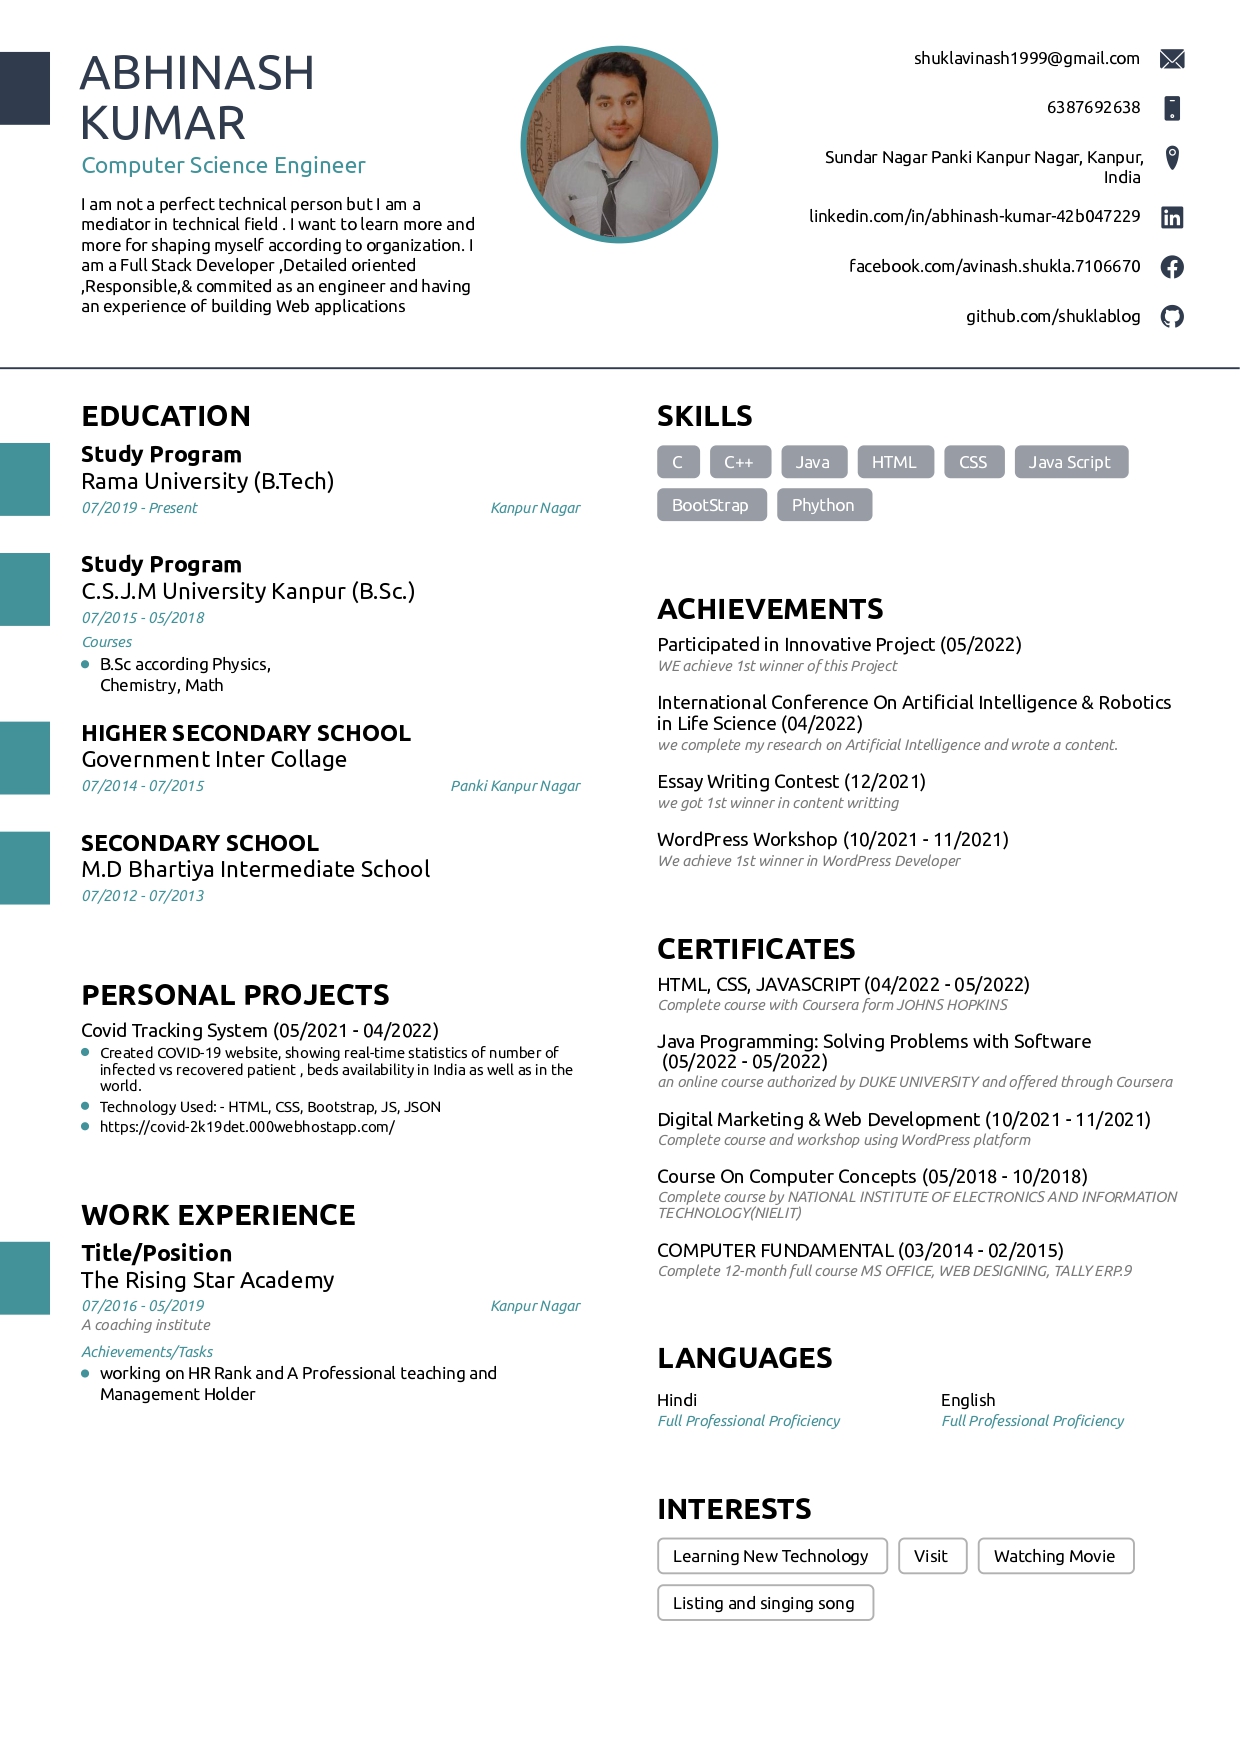 ABHINASH
KUMAR
Computer Science Engineer
I am not a perfect technical person but I am a
mediator in technical field . I want to learn more and
more for shaping myself according to organization. I
am a Full Stack Developer ,Detailed oriented
,Responsible,& commited as an engineer and having
an experience of building Web applications
shuklavinash1999@gmail.com
6387692638
Sundar Nagar Panki Kanpur Nagar, Kanpur,
India
linkedin.com/in/abhinash-kumar-42b047229
facebook.com/avinash.shukla.7106670
github.com/shuklablog
EDUCATION
Study Program
Rama University (B.Tech)
07/2019 - Present
Kanpur Nagar
Study Program
C.S.J.M University Kanpur (B.Sc.)
07/2015 - 05/2018
Courses
B.Sc according Physics,
Chemistry, Math
HIGHER SECONDARY SCHOOL
Government Inter Collage
07/2014 - 07/2015
Panki Kanpur Nagar
SECONDARY SCHOOL
M.D Bhartiya Intermediate School
07/2012 - 07/2013
PERSONAL PROJECTS
Covid Tracking System (05/2021 - 04/2022)
Created COVID-19 website, showing real-time statistics of number of
infected vs recovered patient , beds availability in India as well as in the
world.
Technology Used: - HTML, CSS, Bootstrap, JS, JSON
https://covid-2k19det.000webhostapp.com/
WORK EXPERIENCE
Title/Position
The Rising Star Academy
07/2016 - 05/2019
Kanpur Nagar
A coaching institute
Achievements/Tasks
working on HR Rank and A Professional teaching and
Management Holder
SKILLS
C
C++
Java
HTML
CSS
Java Script
BootStrap
Phython
ACHIEVEMENTS
Participated in Innovative Project (05/2022)
WE achieve 1st winner of this Project
International Conference On Artificial Intelligence & Robotics
in Life Science (04/2022)
we complete my research on Artificial Intelligence and wrote a content.
Essay Writing Contest (12/2021)
we got 1st winner in content writting
WordPress Workshop (10/2021 - 11/2021)
We achieve 1st winner in WordPress Developer
CERTIFICATES
HTML, CSS, JAVASCRIPT (04/2022 - 05/2022)
Complete course with Coursera form JOHNS HOPKINS
Java Programming: Solving Problems with Software
(05/2022 - 05/2022)
an online course authorized by DUKE UNIVERSITY and offered through Coursera
Digital Marketing & Web Development (10/2021 - 11/2021)
Complete course and workshop using WordPress platform
Course On Computer Concepts (05/2018 - 10/2018)
Complete course by NATIONAL INSTITUTE OF ELECTRONICS AND INFORMATION
TECHNOLOGY(NIELIT)
COMPUTER FUNDAMENTAL (03/2014 - 02/2015)
Complete 12-month full course MS OFFICE, WEB DESIGNING, TALLY ERP.9
LANGUAGES
Hindi
Full Professional Proficiency
English
Full Professional Proficiency
INTERESTS
Learning New Technology
Visit
Watching Movie
Listing and singing song